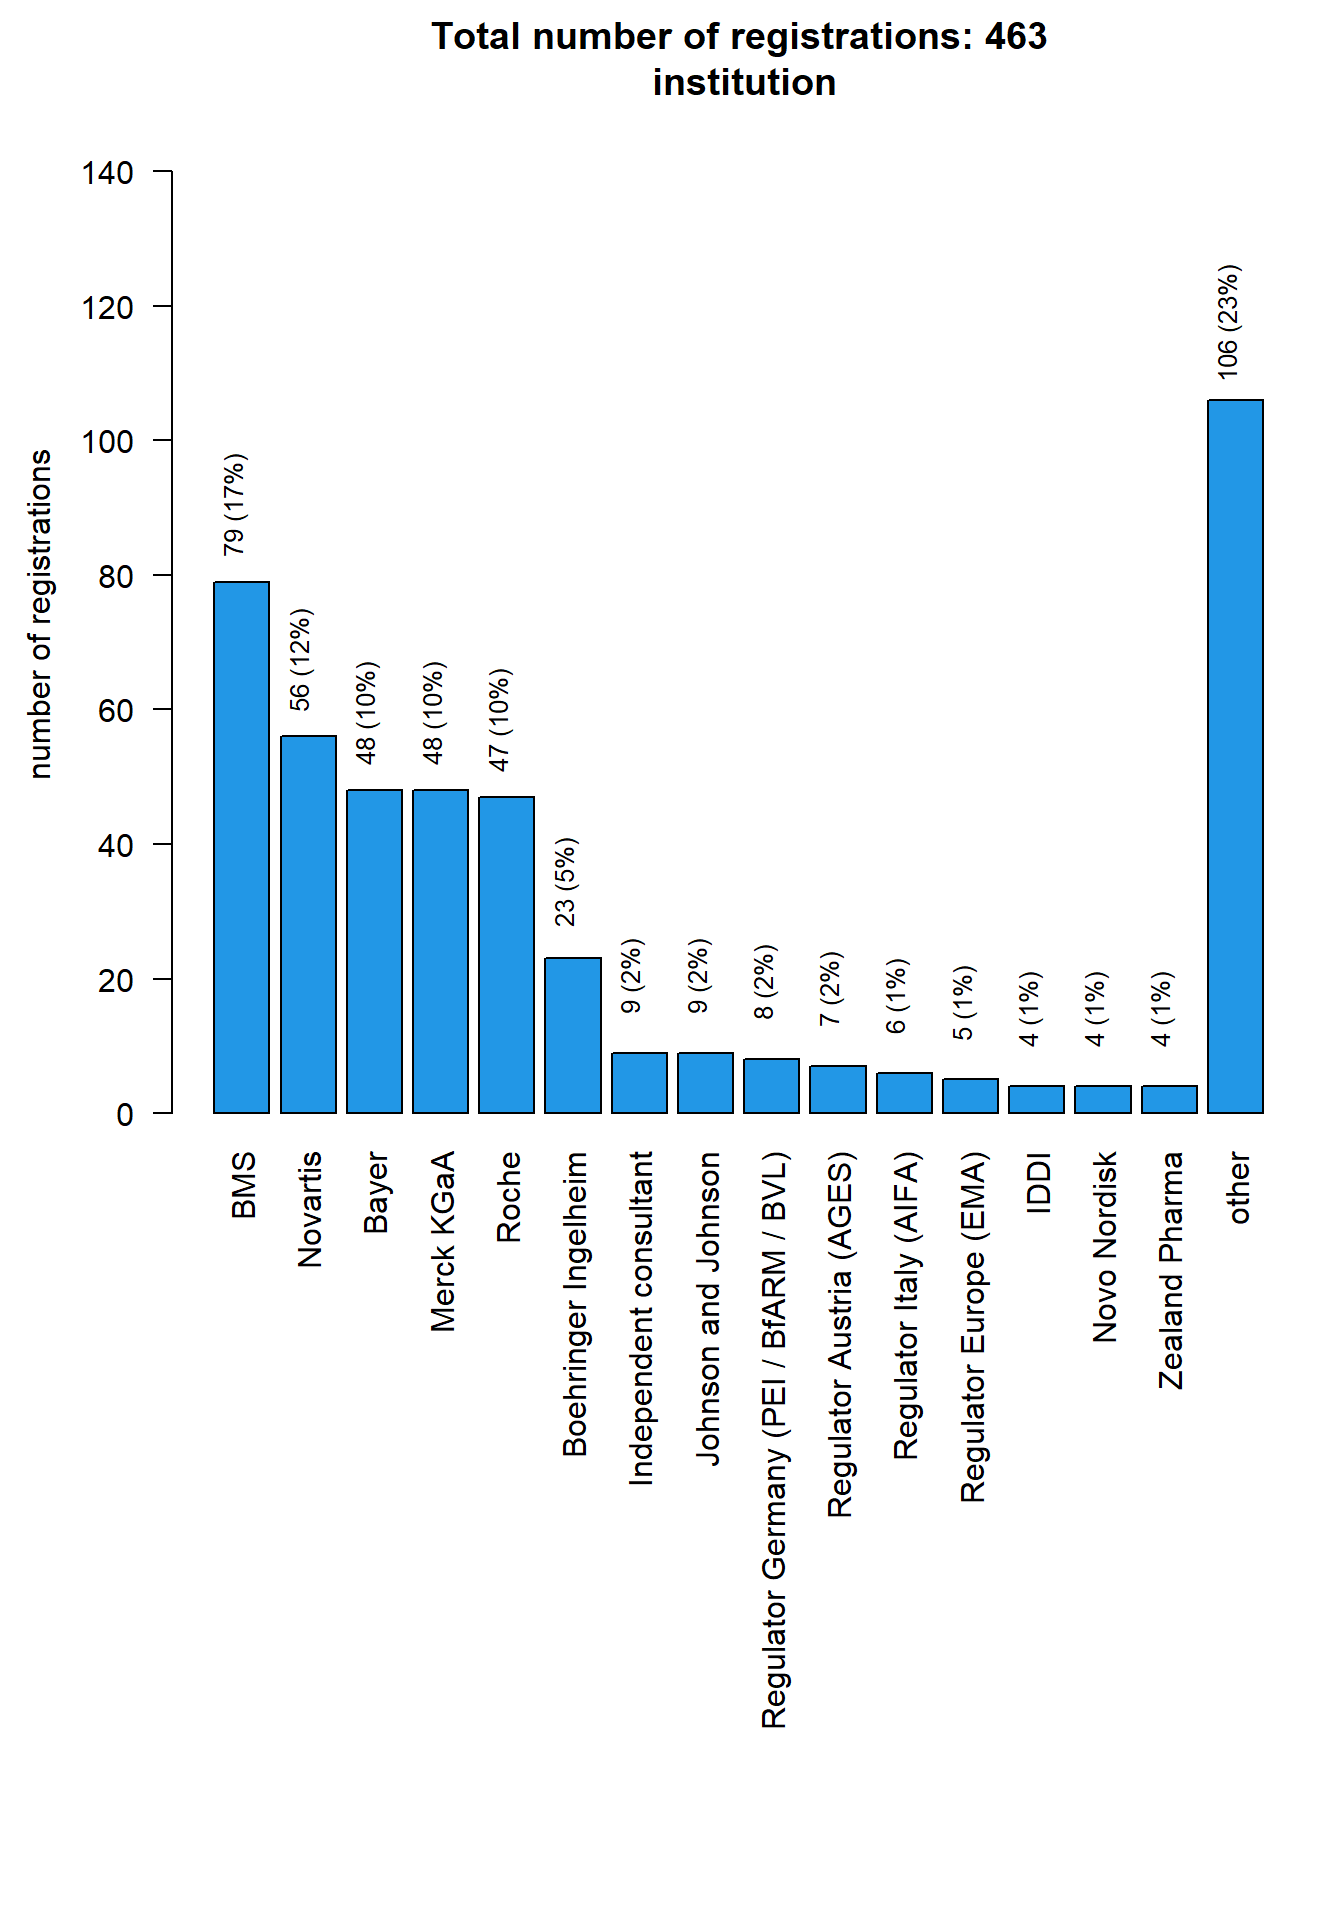 Total number of registrations: 463
institution
number of registrations
140
120
100
80
60
40
20
0
79 (17%)
56 (12%)
48 (10%)
48 (10%)
47 (10%)
23 (5%)
9 (2%)
9 (2%)
8 (2%)
7 (2%)
6 (1%)
5 (1%)
4 (1%)
4 (1%)
4 (1%)
106 (23%)
BMS
Novartis
Bayer
Merck KGaA
Roche
Boehringer Ingelheim
Independent consultant
Johnson and Johnson
Regulator Germany (PEI / BfARM / BVL)
Regulator Austria (AGES)
Regulator Italy (AIFA)
Regulator Europe (EMA)
IDDI
Novo Nordisk
Zealand Pharma
other